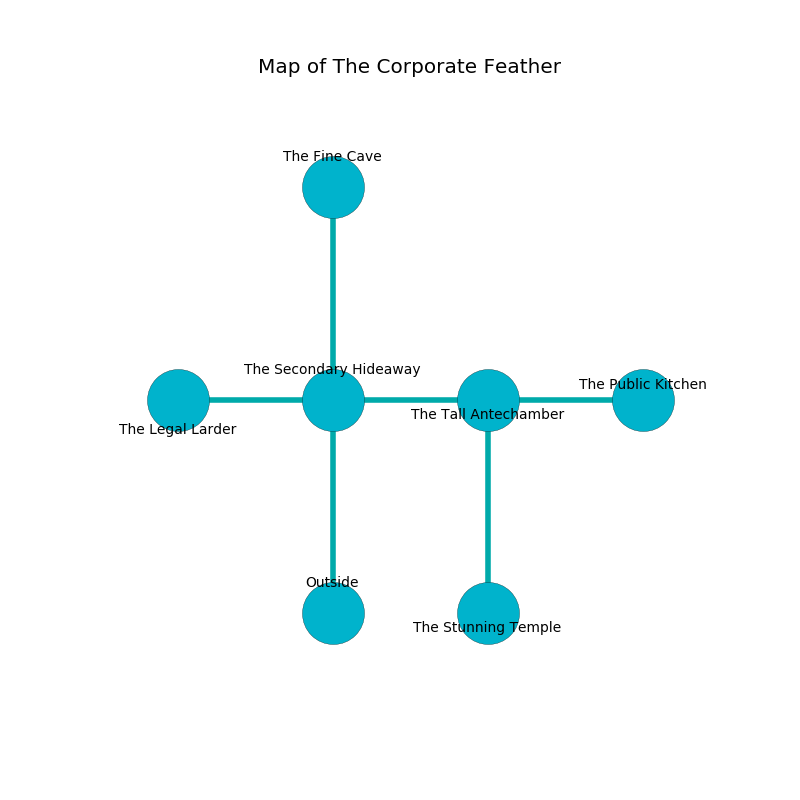 Map of The Corporate Feather
The Fine Cave
The Secondary Hideaway
The Public Kitchen
The Tall Antechamber
The Legal Larder
Outside
The Stunning Temple